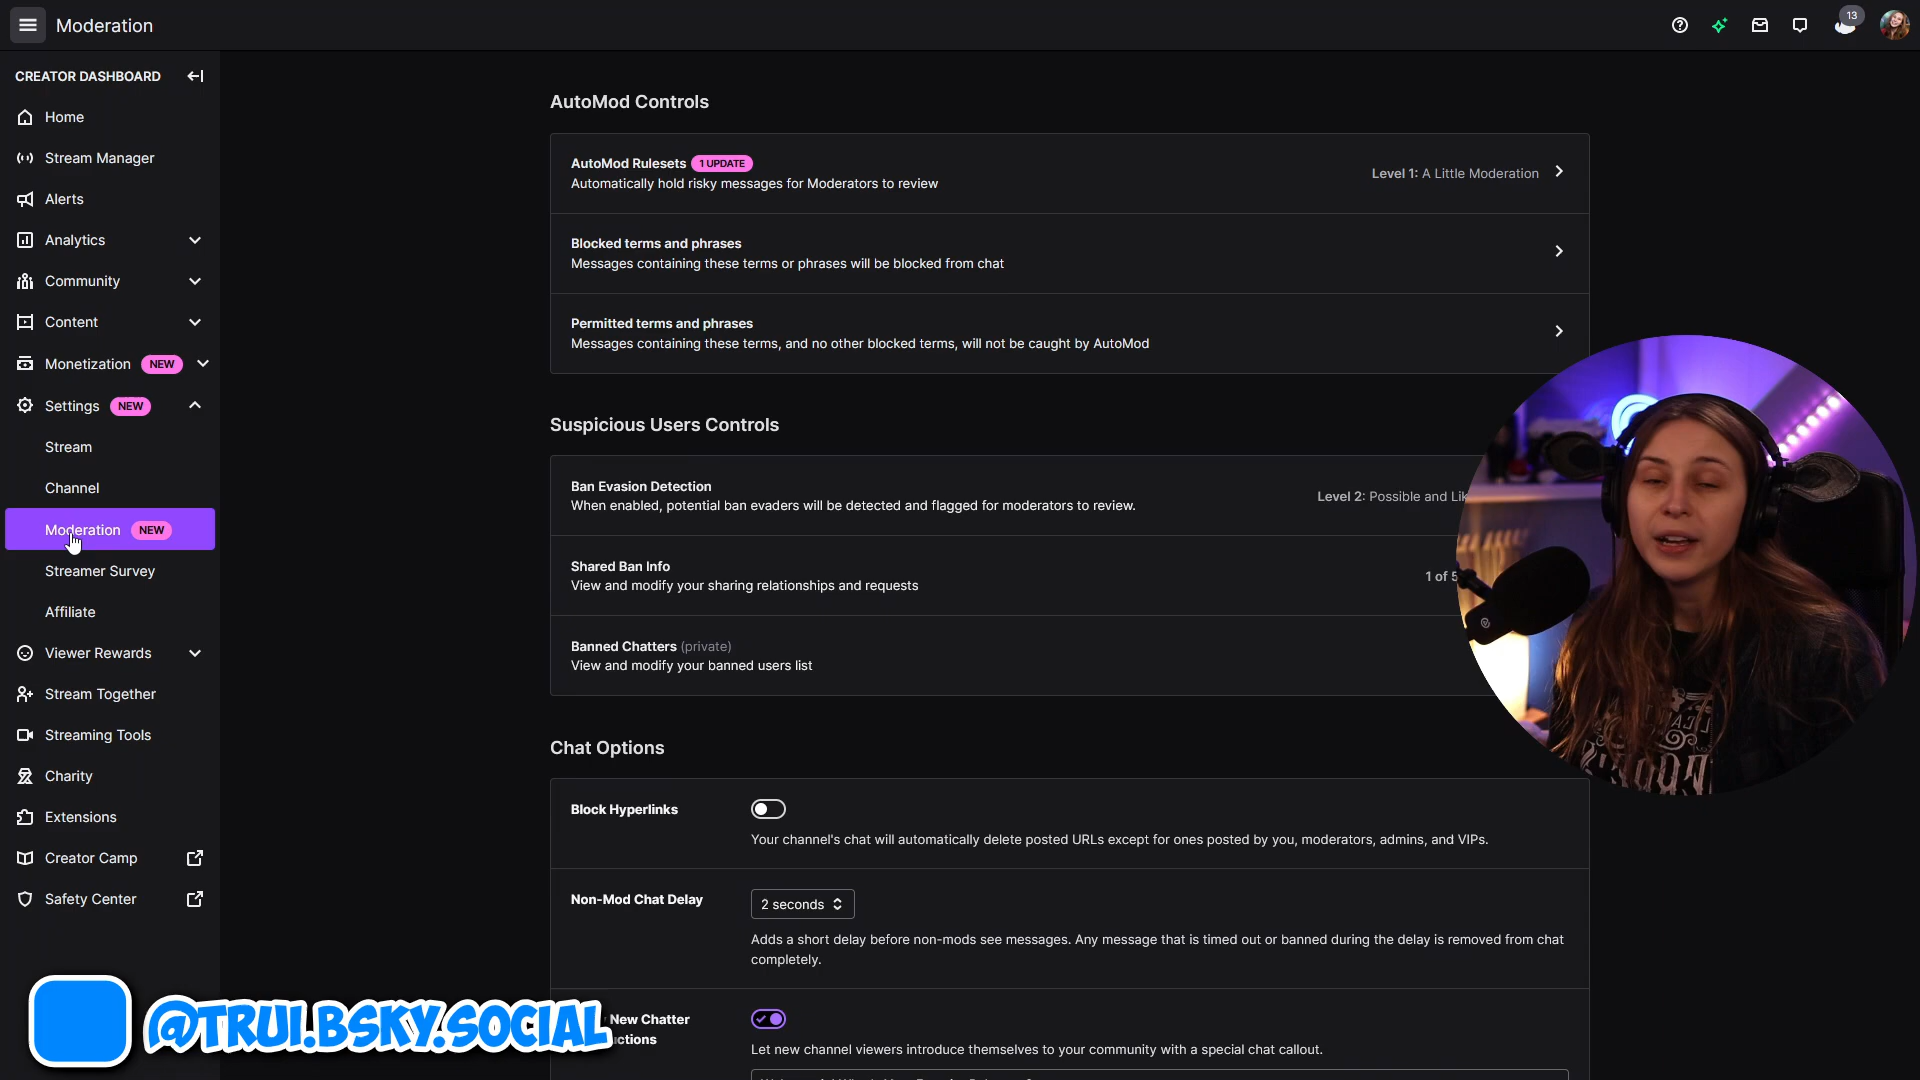 Moderation
13
CREATOR DASHBOARD
Home
Stream Manager
Alerts
Analytics
Community
Content
Monetization NEW
Settings NEW
Stream
Channel
Moderation NEW
Streamer Survey
Affiliate
Viewer Rewards
Stream Together
Streaming Tools
Charity
Extensions
Creator Camp
Safety Center
AutoMod Controls
AutoMod Rulesets 1 UPDATE
Automatically hold risky messages for Moderators to review
Level 1: A Little Moderation
Blocked terms and phrases
Messages containing these terms or phrases will be blocked from chat
Permitted terms and phrases
Messages containing these terms, and no other blocked terms, will not be caught by AutoMod
Suspicious Users Controls
Ban Evasion Detection
When enabled, potential ban evaders will be detected and flagged for moderators to review.
Level 2: Possible and Lik
Shared Ban Info
View and modify your sharing relationships and requests
1 of 5
Banned Chatters (private)
View and modify your banned users list
Chat Options
Block Hyperlinks
Your channel's chat will automatically delete posted URLs except for ones posted by you, moderators, admins, and VIPs.
Non-Mod Chat Delay
2 seconds
Adds a short delay before non-mods see messages. Any message that is timed out or banned during the delay is removed from chat
completely.
New Chatter
uctions
Let new channel viewers introduce themselves to your community with a special chat callout.
@TRUI.BSKY.SOCIAL